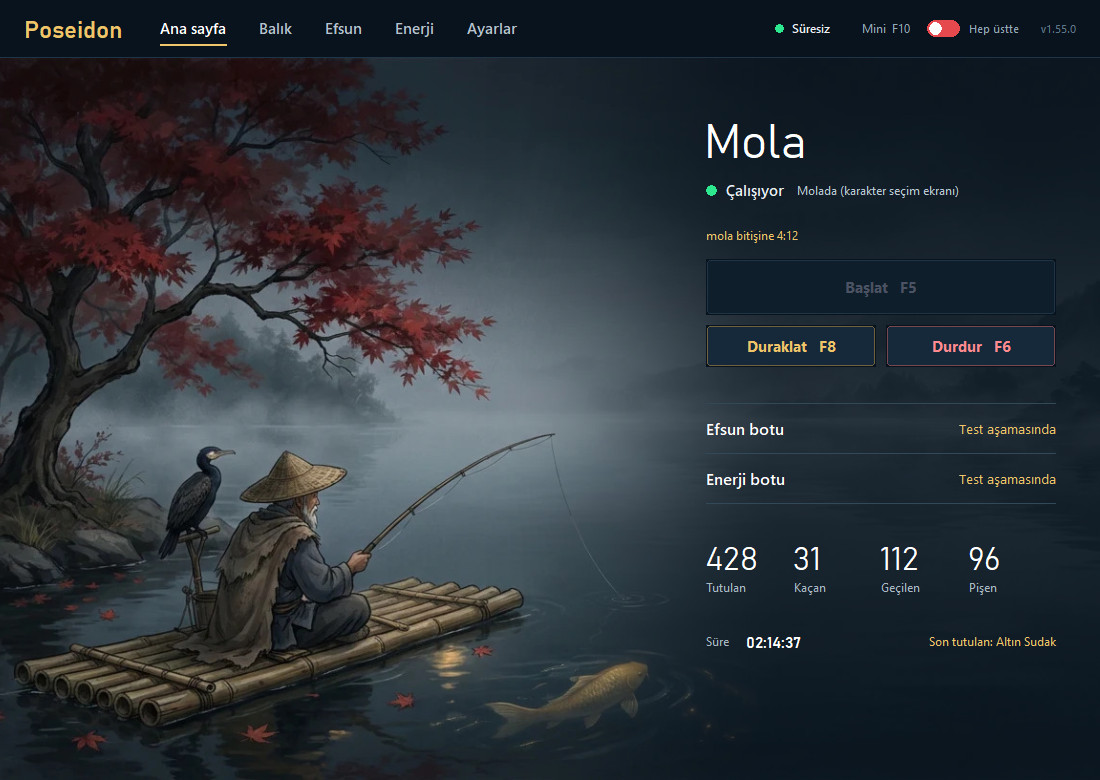 Poseidon Ana sayfa Balık Efsun Enerji Ayarlar Süresiz Mini F10 Hep üstte v1.55.0
Mola
Çalışıyor Molada (karakter seçim ekranı)
mola bitişine 4:12
Başlat F5
Duraklat F8 Durdur F6
Efsun botu Test aşamasında
Enerji botu Test aşamasında
428 31 112 96
Tutulan Kaçan Geçilen Pişen
Süre 02:14:37 Son tutulan: Altın Sudak